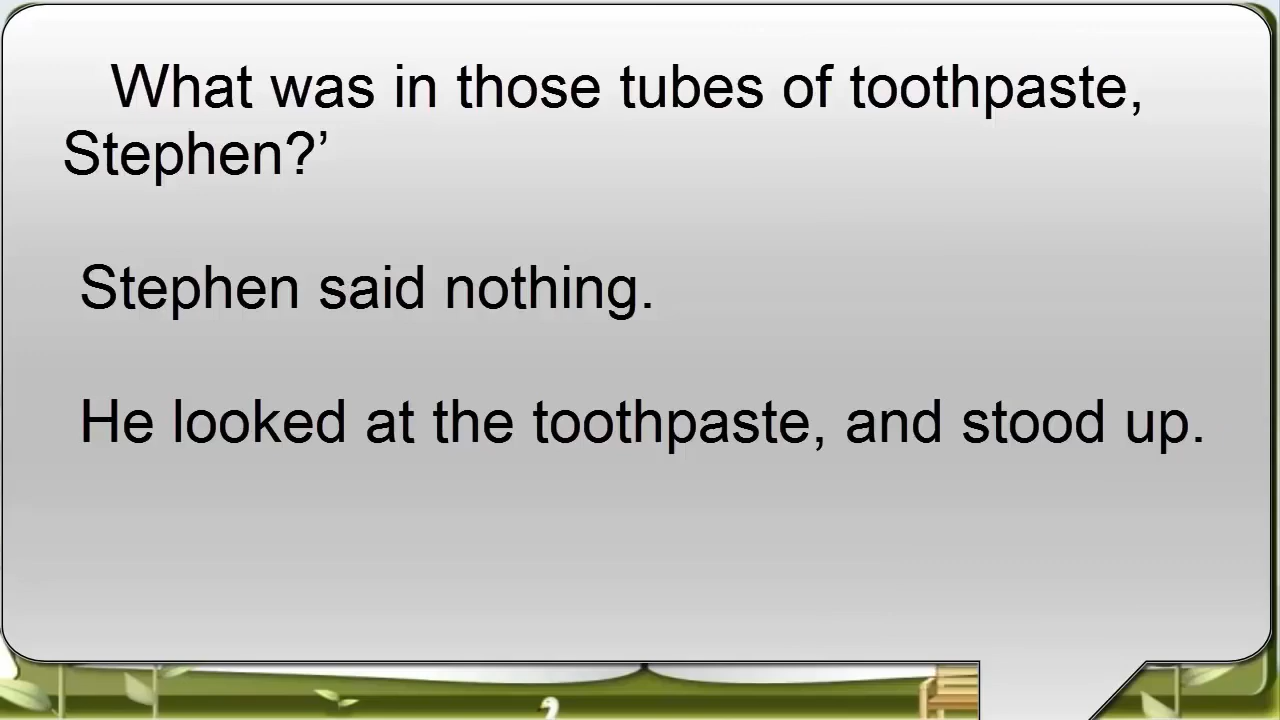 What was in those tubes of toothpaste,
Stephen?’
Stephen said nothing.
He looked at the toothpaste, and stood up.